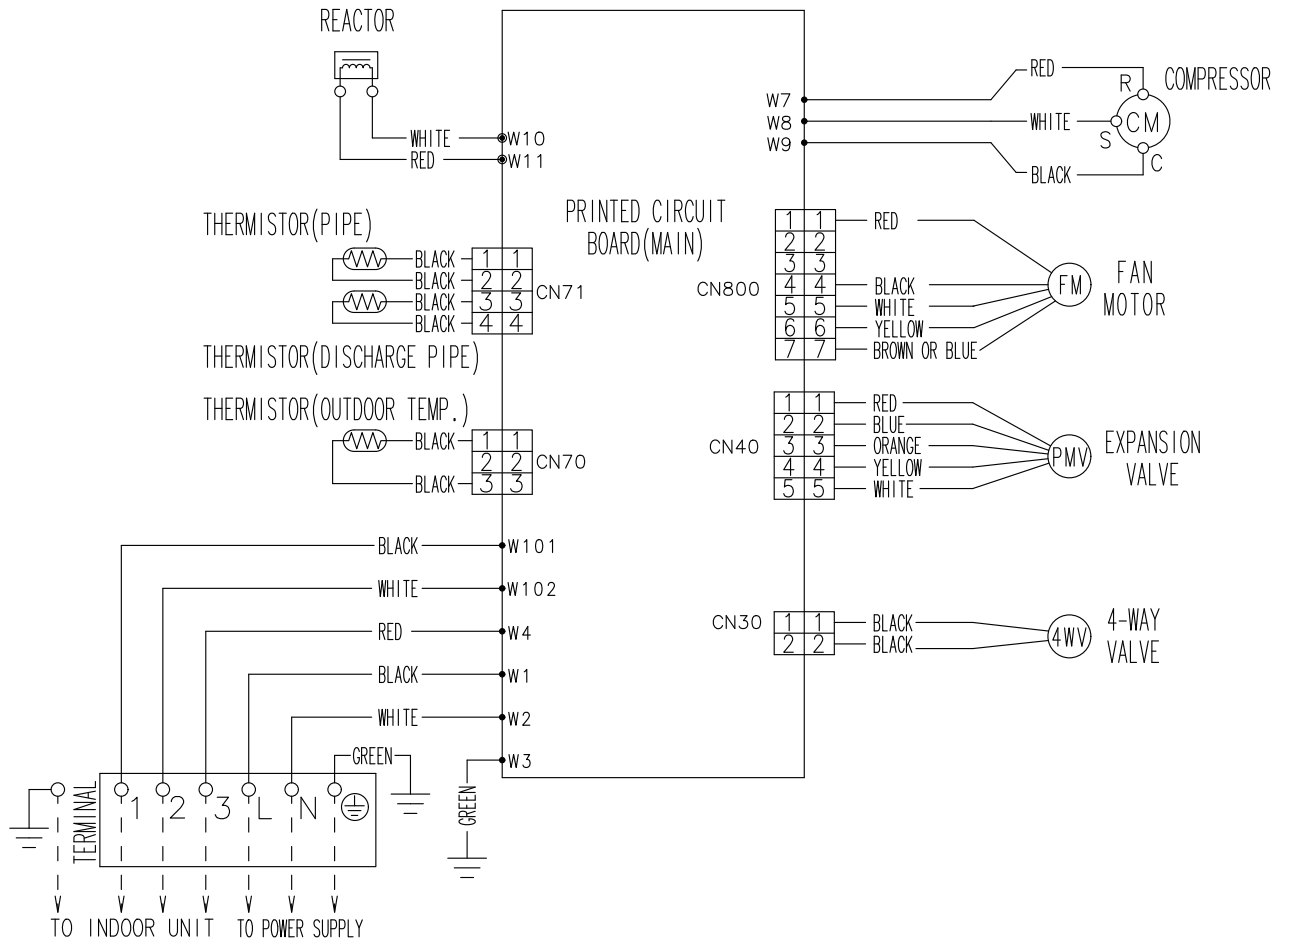 REACTOR
WHITE
RED
W10
W11
THERMISTOR(PIPE)
BLACK 1 1
BLACK 2 2
BLACK 3 3
BLACK 4 4
CN71
THERMISTOR(DISCHARGE PIPE)
THERMISTOR(OUTDOOR TEMP.)
BLACK 1 1
2 2
BLACK 3 3
CN70
BLACK W101
WHITE W102
RED W4
BLACK W1
WHITE W2
GREEN
W3
GREEN
TERMINAL
1 2 3 L N
TO INDOOR UNIT
TO POWER SUPPLY
PRINTED CIRCUIT
BOARD(MAIN)
W7
W8
W9
RED
WHITE
BLACK
R
S
C
CM
COMPRESSOR
CN800
1 1 RED
2 2
3 3
4 4 BLACK
5 5 WHITE
6 6 YELLOW
7 7 BROWN OR BLUE
FM
FAN
MOTOR
CN40
1 1 RED
2 2 BLUE
3 3 ORANGE
4 4 YELLOW
5 5 WHITE
PMV
EXPANSION
VALVE
CN30
1 1 BLACK
2 2 BLACK
4WV
4-WAY
VALVE